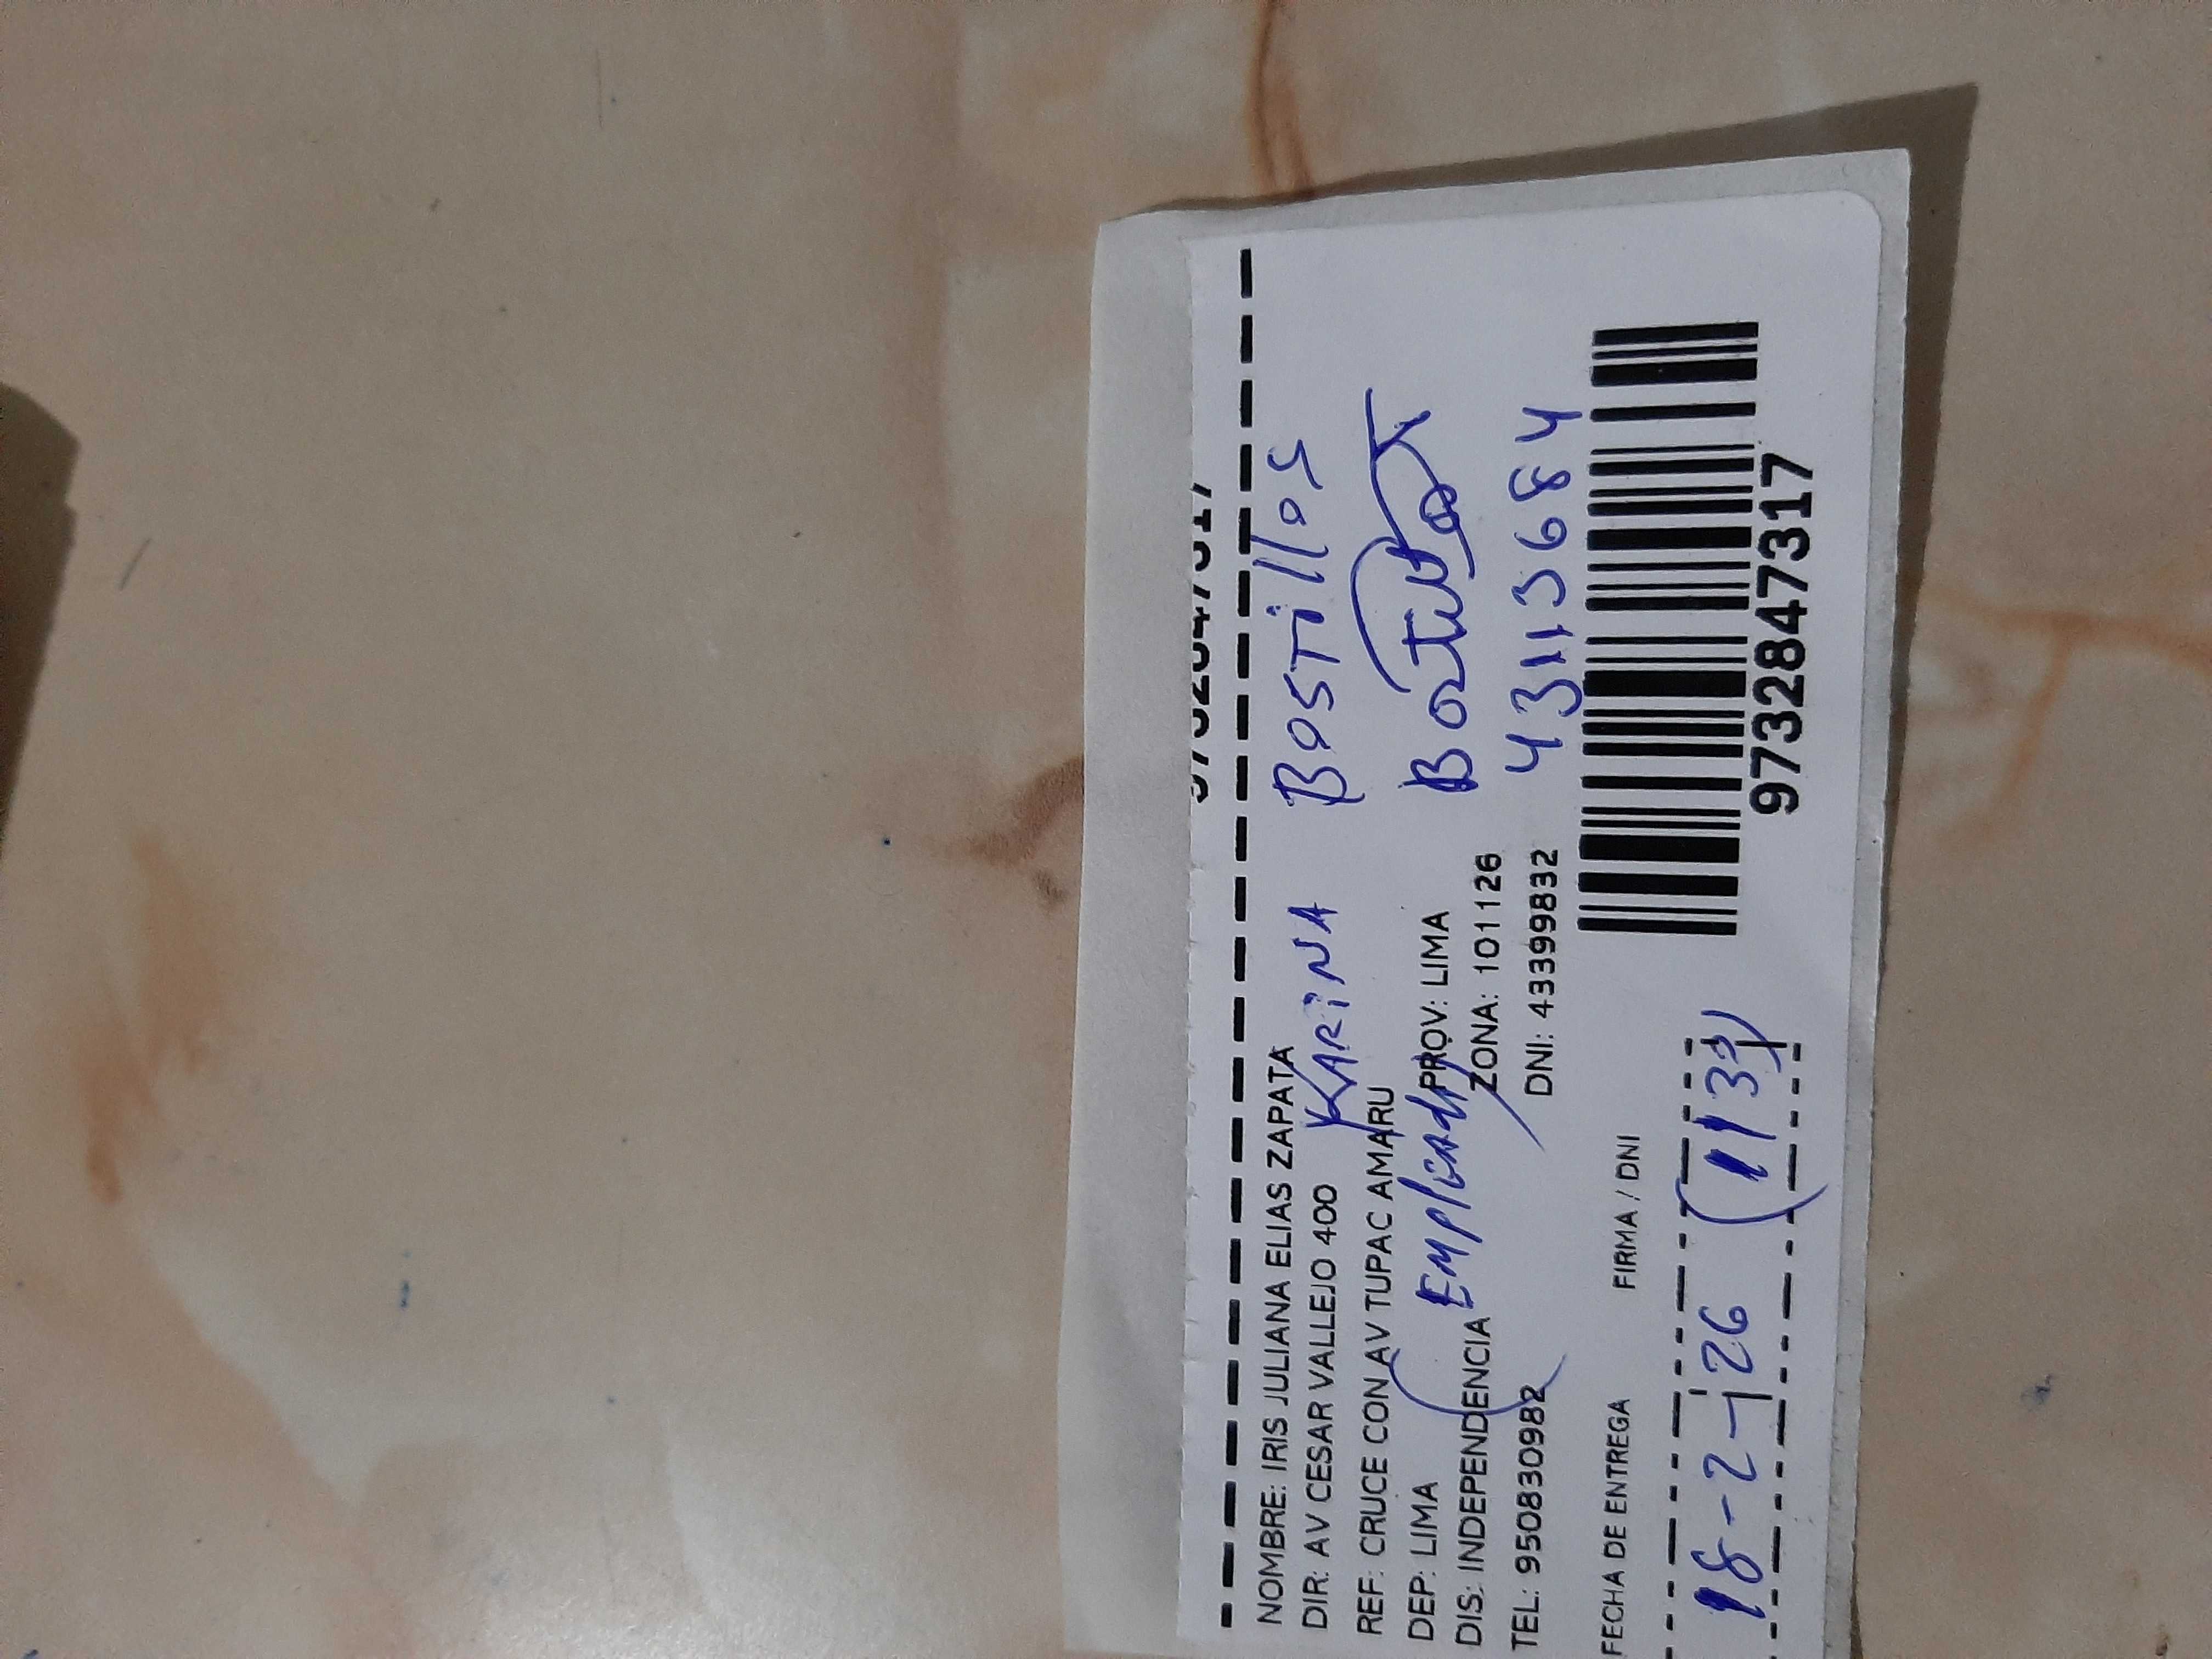 NOMBRE: IRIS JULIANA ELIAS ZAPATA
DIR: AV CESAR VALLEJO 400
KARINA BOSTillos
REF: CRUCE CON AV TUPAC AMARU
DEP: LIMA PROV: LIMA
(EMPlEADA)
DIS: INDEPENDENCIA ZONA: 101126
43113684
TEL: 950830982 DNI: 43399832
FECHA DE ENTREGA FIRMA / DNI
18-2-26
9732847317